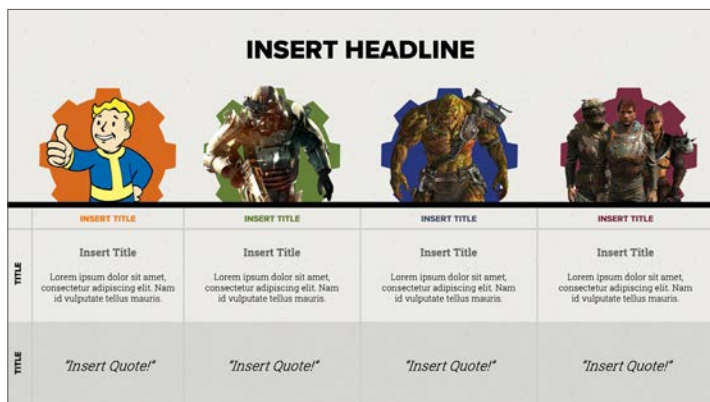 INSERT HEADLINE
INSERT TITLE
INSERT TITLE
INSERT TITLE
INSERT TITLE
TITLE
Insert Title
Lorem ipsum dolor sit amet,
consectetur adipiscing elit. Nam
id vulputate tellus mauris.
Insert Title
Lorem ipsum dolor sit amet,
consectetur adipiscing elit. Nam
id vulputate tellus mauris.
Insert Title
Lorem ipsum dolor sit amet,
consectetur adipiscing elit. Nam
id vulputate tellus mauris.
Insert Title
Lorem ipsum dolor sit amet,
consectetur adipiscing elit. Nam
id vulputate tellus mauris.
TITLE
"Insert Quote!"
"Insert Quote!"
"Insert Quote!"
"Insert Quote!"